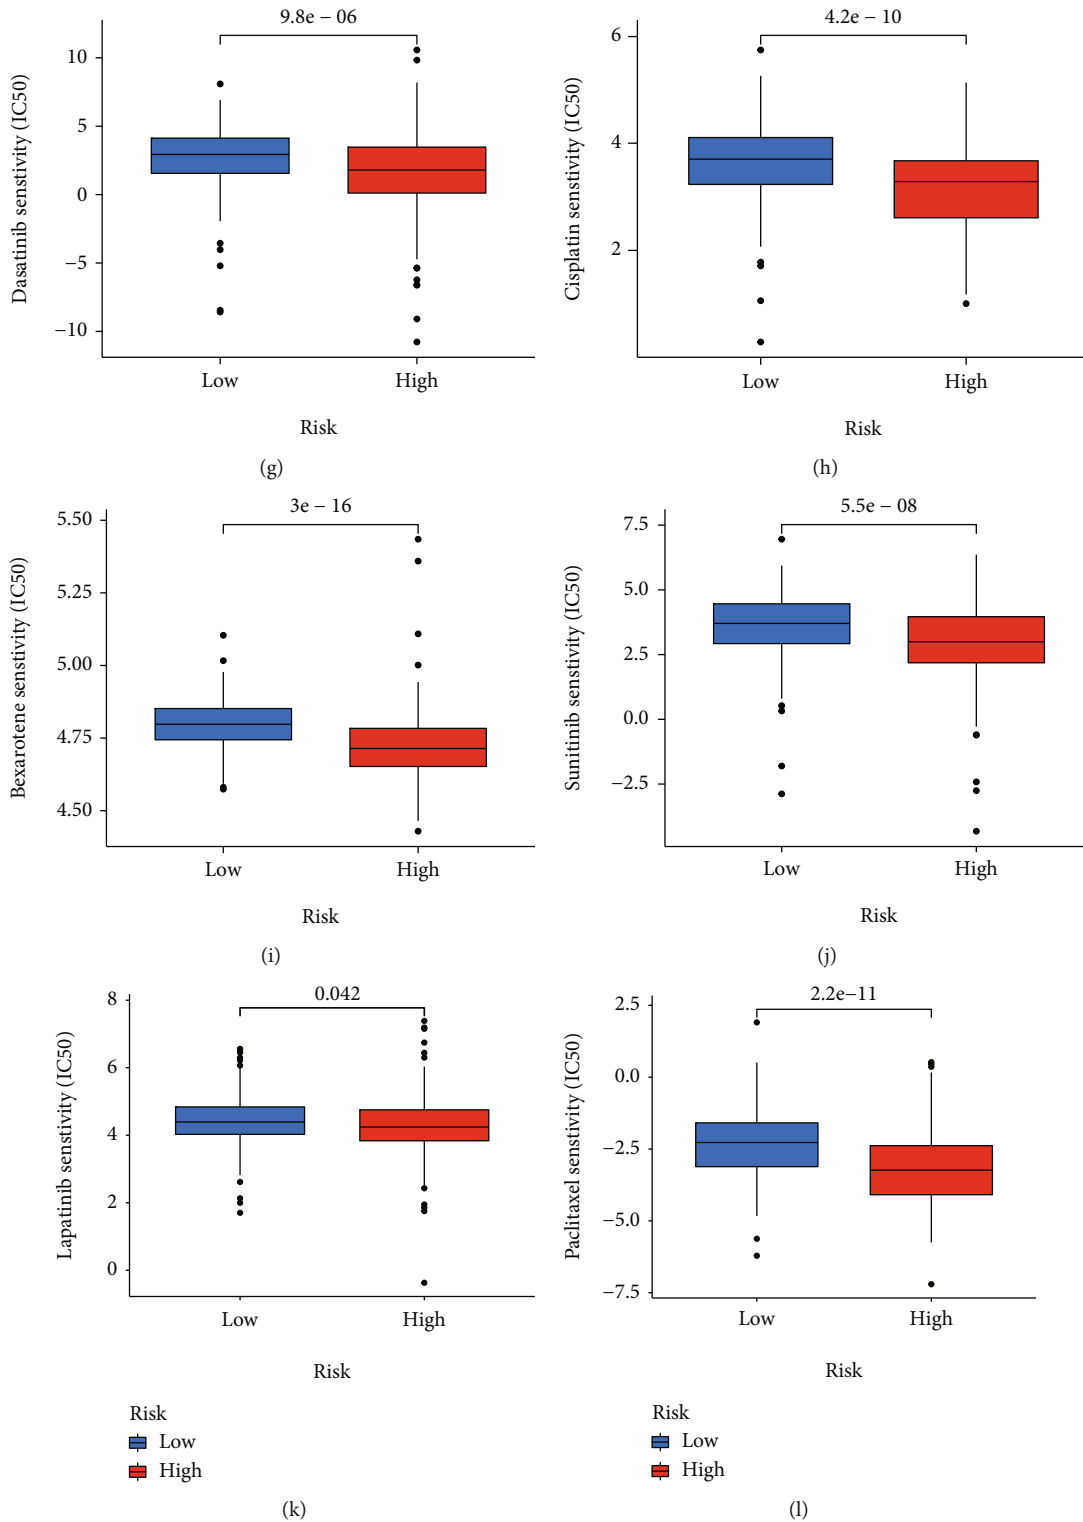 9.8e − 06
Dasatinib senstivity (IC50)
10
5
0
−5
−10
Low
High
Risk
(g)
4.2e − 10
Cisplatin senstivity (IC50)
6
4
2
Low
High
Risk
(h)
3e − 16
Bexarotene senstivity (IC50)
5.50
5.25
5.00
4.75
4.50
Low
High
Risk
(i)
5.5e − 08
Sunitinib senstivity (IC50)
7.5
5.0
2.5
0.0
−2.5
Low
High
Risk
(j)
0.042
Lapatinib senstivity (IC50)
8
6
4
2
0
Low
High
Risk
Risk
Low
High
(k)
2.2e−11
Paclitaxel senstivity (IC50)
2.5
0.0
−2.5
−5.0
−7.5
Low
High
Risk
Risk
Low
High
(l)